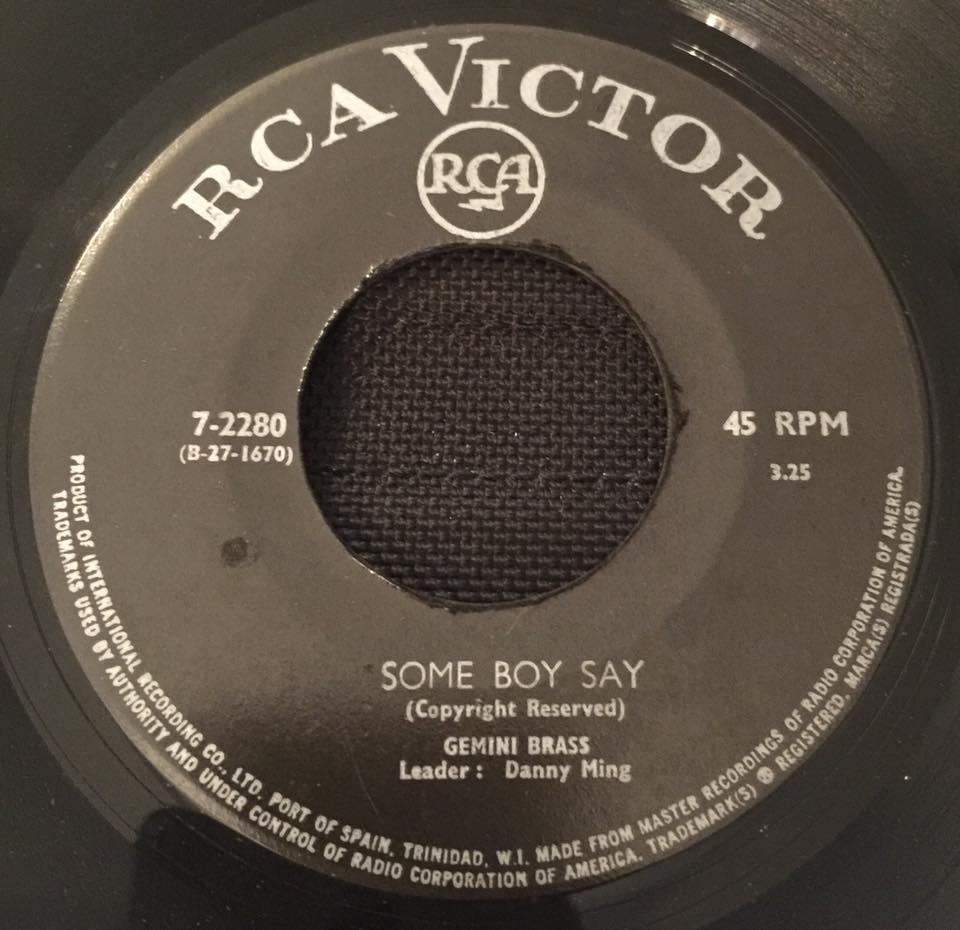 RCA VICTOR
RCA
7-2280
(B-27-1670)
45 RPM
3.25
SOME BOY SAY
(Copyright Reserved)
GEMINI BRASS
Leader : Danny Ming
PRODUCT OF INTERNATIONAL RECORDING CO., LTD. PORT OF SPAIN, TRINIDAD, W.I. MADE FROM MASTER RECORDINGS OF RADIO CORPORATION OF AMERICA.
TRADEMARKS USED BY AUTHORITY AND UNDER CONTROL OF RADIO CORPORATION OF AMERICA. TRADEMARK(S) ® REGISTERED. MARCA(S) REGISTRADA(S)